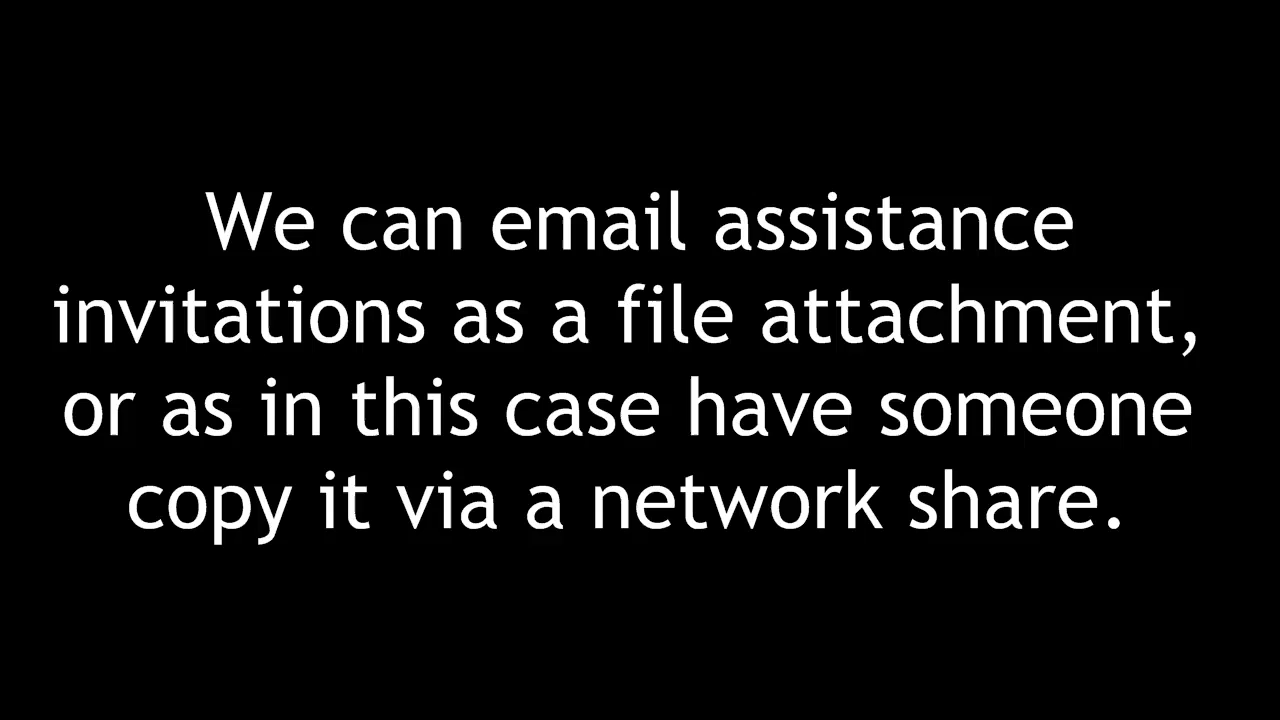 We can email assistance
invitations as a file attachment,
or as in this case have someone
copy it via a network share.